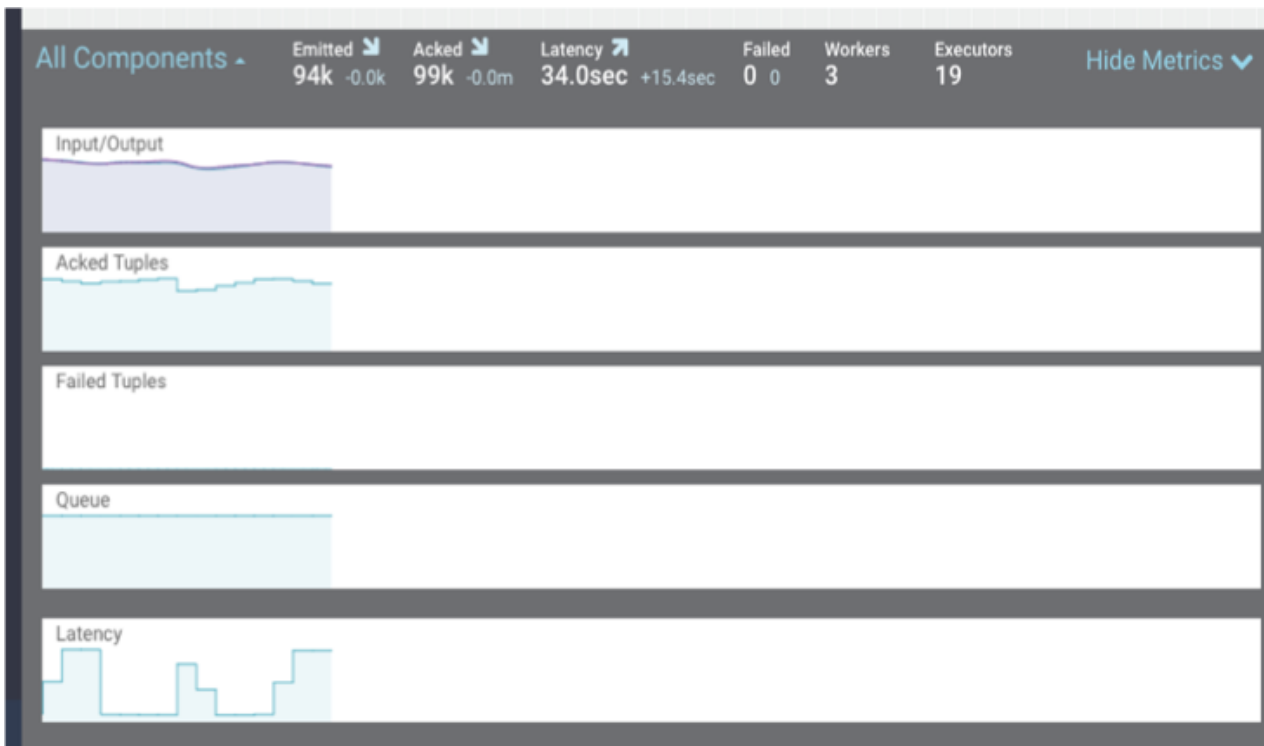 All Components
Emitted Acked Latency Failed Workers Executors
94k -0.0k 99k -0.0m 34.0sec +15.4sec 0 0 3 19
Hide Metrics
Input/Output
Acked Tuples
Failed Tuples
Queue
Latency